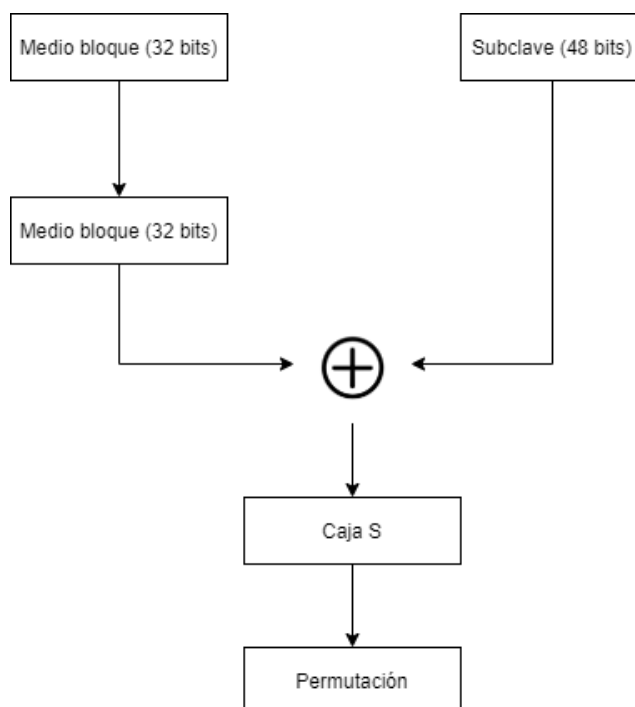 Medio bloque (32 bits)
Subclave (48 bits)
Medio bloque (32 bits)
Caja S
Permutación